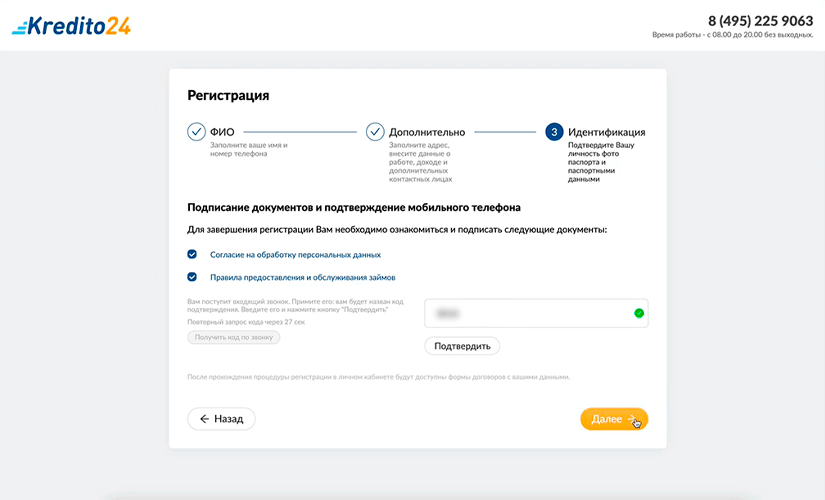 Kredito24
8 (495) 225 9063
Время работы - с 08.00 до 20.00 без выходных.
Регистрация
ФИО
Заполните ваше имя и
номер телефона
Дополнительно
Заполните адрес,
внесите данные о
работе, доходе и
дополнительных
контактных лицах
3 Идентификация
Подтвердите Вашу
личность фото
паспорта и
паспортными
данными
Подписание документов и подтверждение мобильного телефона
Для завершения регистрации Вам необходимо ознакомиться и подписать следующие документы:
Согласие на обработку персональных данных
Правила предоставления и обслуживания займов
Вам поступит входящий звонок. Примите его: вам будет назван код
подтверждения. Введите его и нажмите кнопку "Подтвердить"
Повторный запрос кода через 27 сек
Получить код по звонку
Подтвердить
После прохождения процедуры регистрации в личном кабинете будут доступны формы договоров с вашими данными.
Назад
Далее